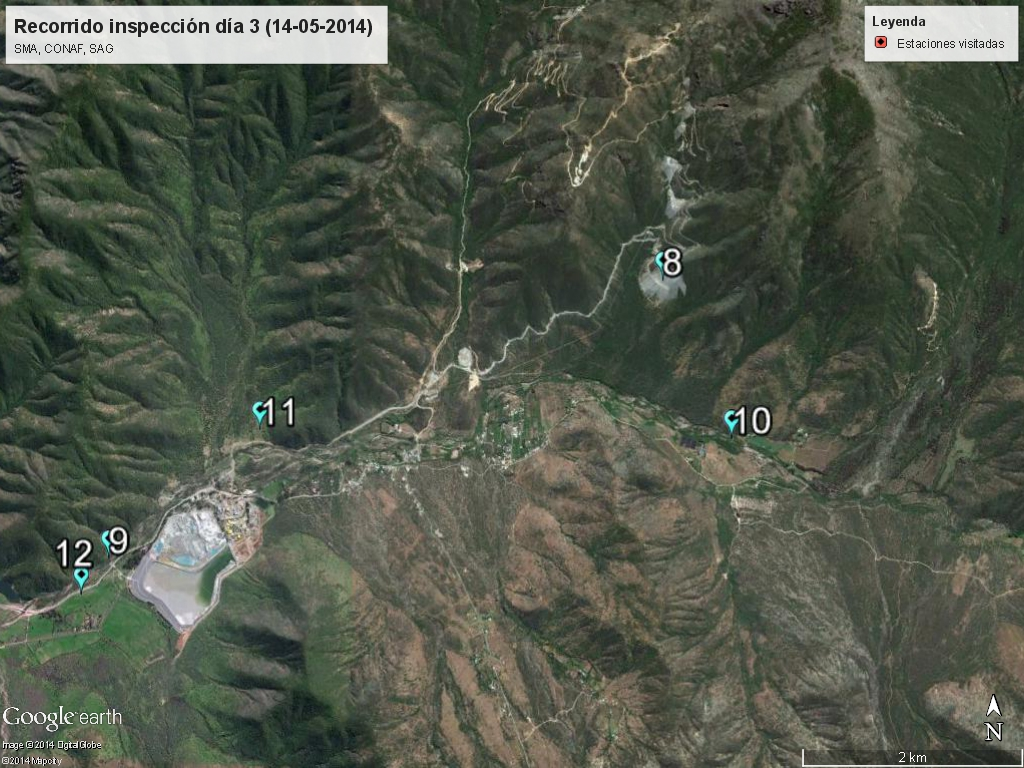 Recorrido inspección día 3 (14-05-2014)
SMA, CONAF, SAG
Leyenda
Estaciones visitadas
8
11
10
9
12
Google earth
Image © 2014 DigitalGlobe
© 2014 Mapcity
N
2 km